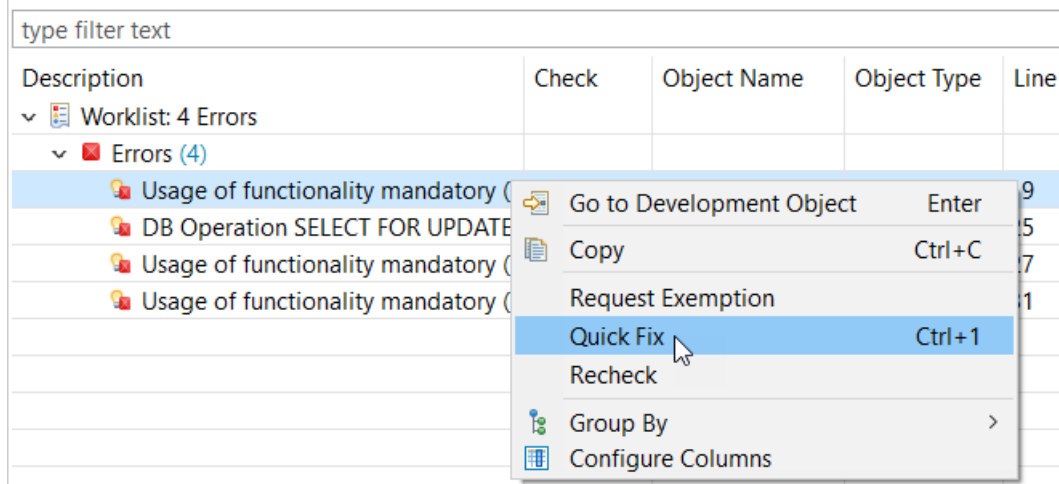 type filter text
Description Check Object Name Object Type Line
Worklist: 4 Errors
Errors (4)
Usage of functionality mandatory (
Go to Development Object Enter
DB Operation SELECT FOR UPDATE
Copy Ctrl+C
Usage of functionality mandatory (
Request Exemption
Usage of functionality mandatory (
Quick Fix Ctrl+1
Recheck
Group By
Configure Columns